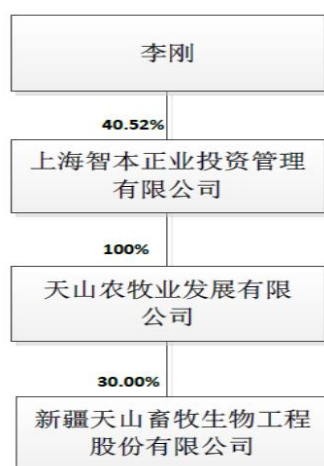 李刚
40.52%
上海智本正业投资管理
有限公司
100%
天山农牧业发展有限
公司
30.00%
新疆天山畜牧生物工程
股份有限公司